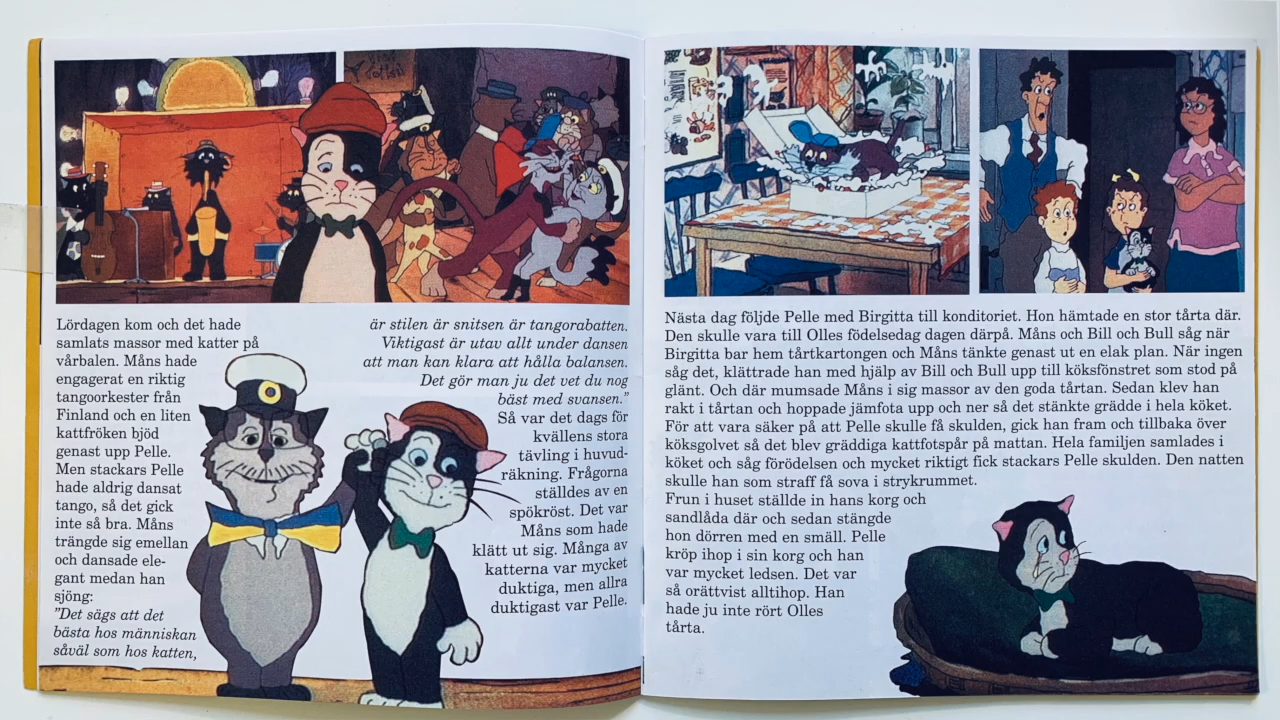 Lördagen kom och det hade
samlats massor med katter på
vårbalen. Måns hade
engagerat en riktig
tangoorkester från
Finland och en liten
kattfröken bjöd
genast upp Pelle.
Men stackars Pelle
hade aldrig dansat
tango, så det gick
inte så bra. Måns
trängde sig emellan
och dansade ele-
gant medan han
sjöng:
”Det sägs att det
bästa hos människan
såväl som hos katten,
är stilen är snitsen är tangorabatten.
Viktigast är utav allt under dansen
att man kan klara att hålla balansen.
Det gör man ju det vet du nog
bäst med svansen.”
Så var det dags för
kvällens stora
tävling i huvud-
räkning. Frågorna
ställdes av en
spökröst. Det var
Måns som hade
klätt ut sig. Många av
katterna var mycket
duktiga, men allra
duktigast var Pelle.
Nästa dag följde Pelle med Birgitta till konditoriet. Hon hämtade en stor tårta där.
Den skulle vara till Olles födelsedag dagen därpå. Måns och Bill och Bull såg när
Birgitta bar hem tårtkartongen och Måns tänkte genast ut en elak plan. När ingen
såg det, klättrade han med hjälp av Bill och Bull upp till köksfönstret som stod på
glänt. Och där mumsade Måns i sig massor av den goda tårtan. Sedan klev han
rakt i tårtan och hoppade jämfota upp och ner så det stänkte grädde i hela köket.
För att vara säker på att Pelle skulle få skulden, gick han fram och tillbaka över
köksgolvet så det blev gräddiga kattfotspår på mattan. Hela familjen samlades i
köket och såg förödelsen och mycket riktigt fick stackars Pelle skulden. Den natten
skulle han som straff få sova i strykrummet.
Frun i huset ställde in hans korg och
sandlåda där och sedan stängde
hon dörren med en smäll. Pelle
kröp ihop i sin korg och han
var mycket ledsen. Det var
så orättvist alltihop. Han
hade ju inte rört Olles
tårta.